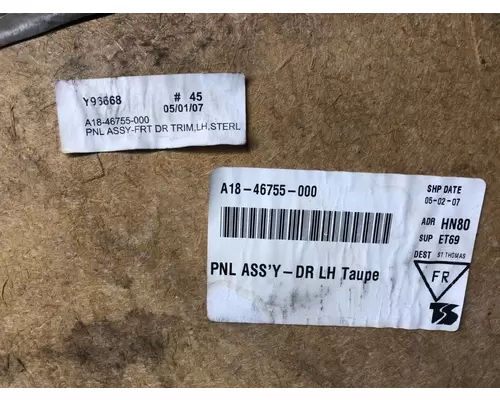 Y93668 # 45
05/01/07
A18-46755-000
PNL ASSY-FRT DR TRIM,LH,STERL
A18-46755-000
PNL ASS'Y-DR LH Taupe
SHP DATE
05-02-07
ADR HN80
SUP ET69
DEST ST THOMAS
FR